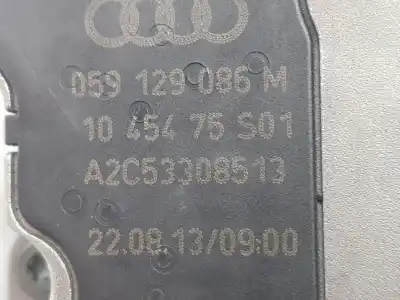 059 129 086 M
10 454 75 S01
A2C53308513
22.08.13/09:00